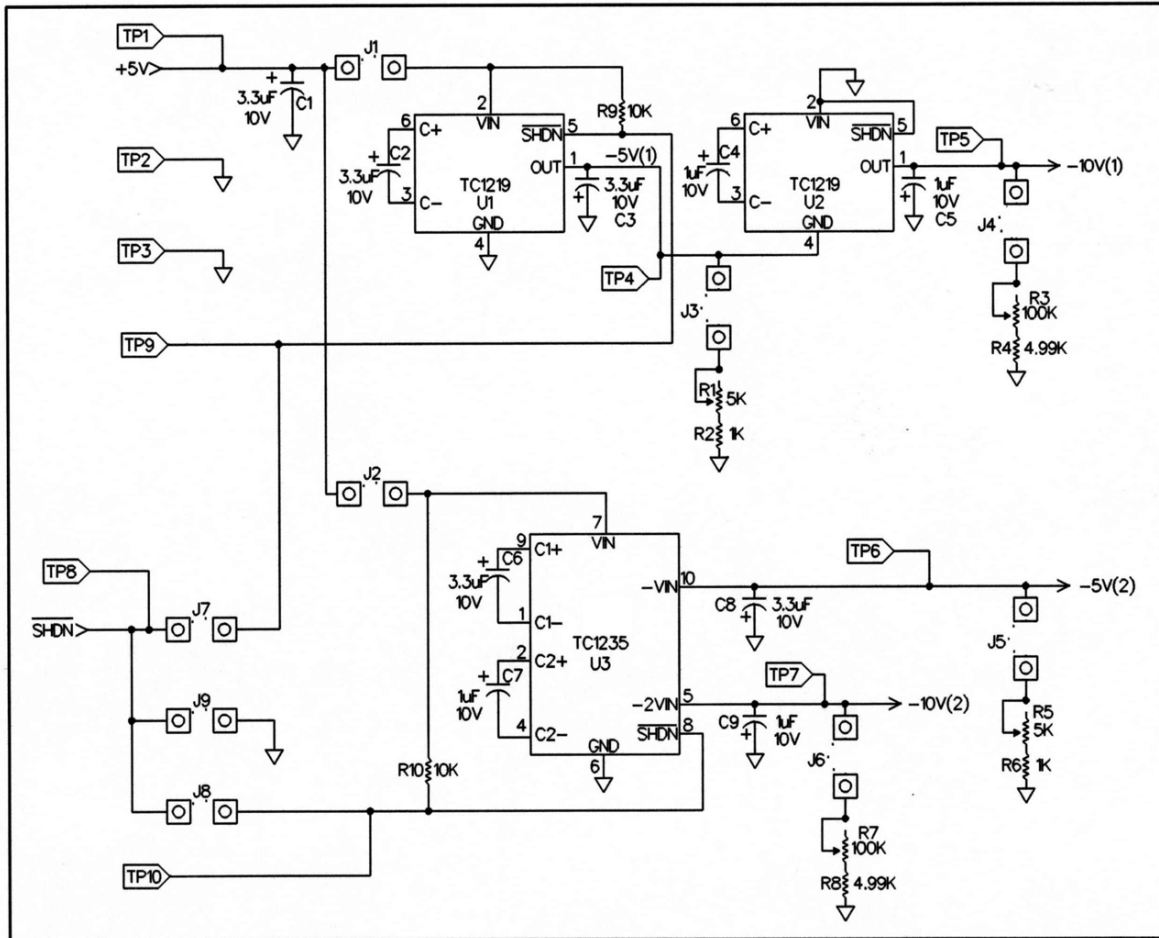 TP1
+5V
+
3.3uF
10V
C1
J1
2
VIN
R9
10K
6
C+
SHDN
5
+
C2
3.3uF
10V
3
C-
OUT
1
-5V(1)
TC1219
U1
GND
4
3.3uF
10V
+
C3
2
VIN
6
C+
SHDN
5
+
C4
1uF
10V
3
C-
OUT
1
TC1219
U2
GND
4
1uF
10V
+
C5
TP5
-10V(1)
J4
R3
100K
R4
4.99K
TP2
TP3
TP4
J3
R1
5K
R2
1K
TP9
J2
7
VIN
9
C1+
+
C6
3.3uF
10V
1
C1-
2
C2+
+
C7
1uF
10V
4
C2-
TC1235
U3
-VIN
10
-2VIN
5
SHDN
8
GND
6
C8
3.3uF
+
10V
TP6
-5V(2)
TP7
-10V(2)
C9
1uF
+
10V
J5
R5
5K
R6
1K
J6
R7
100K
R8
4.99K
TP8
SHDN
J7
J9
J8
R10
10K
TP10